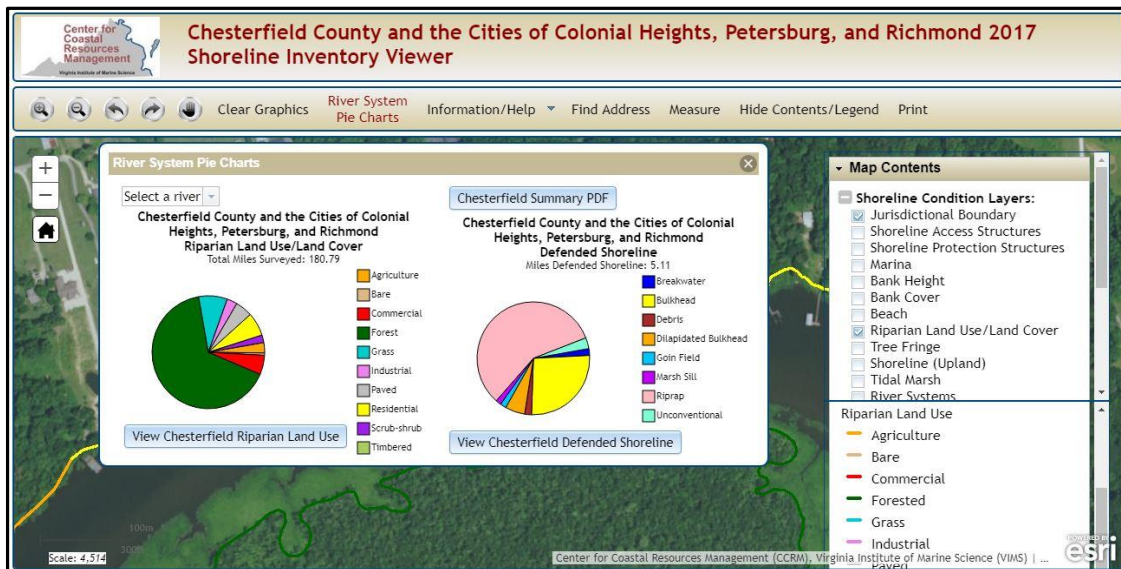 Center for
Coastal
Resources
Management
Virginia Institute of Marine Science
Chesterfield County and the Cities of Colonial Heights, Petersburg, and Richmond 2017
Shoreline Inventory Viewer
Clear Graphics
River System
Pie Charts
Information/Help
Find Address
Measure
Hide Contents/Legend
Print
+
−
River System Pie Charts
Select a river
Chesterfield County and the Cities of Colonial
Heights, Petersburg, and Richmond
Riparian Land Use/Land Cover
Total Miles Surveyed: 180.79
Agriculture
Bare
Commercial
Forest
Grass
Industrial
Paved
Residential
Scrub-shrub
Timbered
View Chesterfield Riparian Land Use
Chesterfield Summary PDF
Chesterfield County and the Cities of Colonial
Heights, Petersburg, and Richmond
Defended Shoreline
Miles Defended Shoreline: 5.11
Breakwater
Bulkhead
Debris
Dilapidated Bulkhead
Goin Field
Marsh Sill
Riprap
Unconventional
View Chesterfield Defended Shoreline
Map Contents
Shoreline Condition Layers:
Jurisdictional Boundary
Shoreline Access Structures
Shoreline Protection Structures
Marina
Bank Height
Bank Cover
Beach
Riparian Land Use/Land Cover
Tree Fringe
Shoreline (Upland)
Tidal Marsh
River Systems
Riparian Land Use
Agriculture
Bare
Commercial
Forested
Grass
Industrial
Paved
100m
300ft
Scale: 4,514
Center for Coastal Resources Management (CCRM), Virginia Institute of Marine Science (VIMS) | ...
POWERED BY
esri